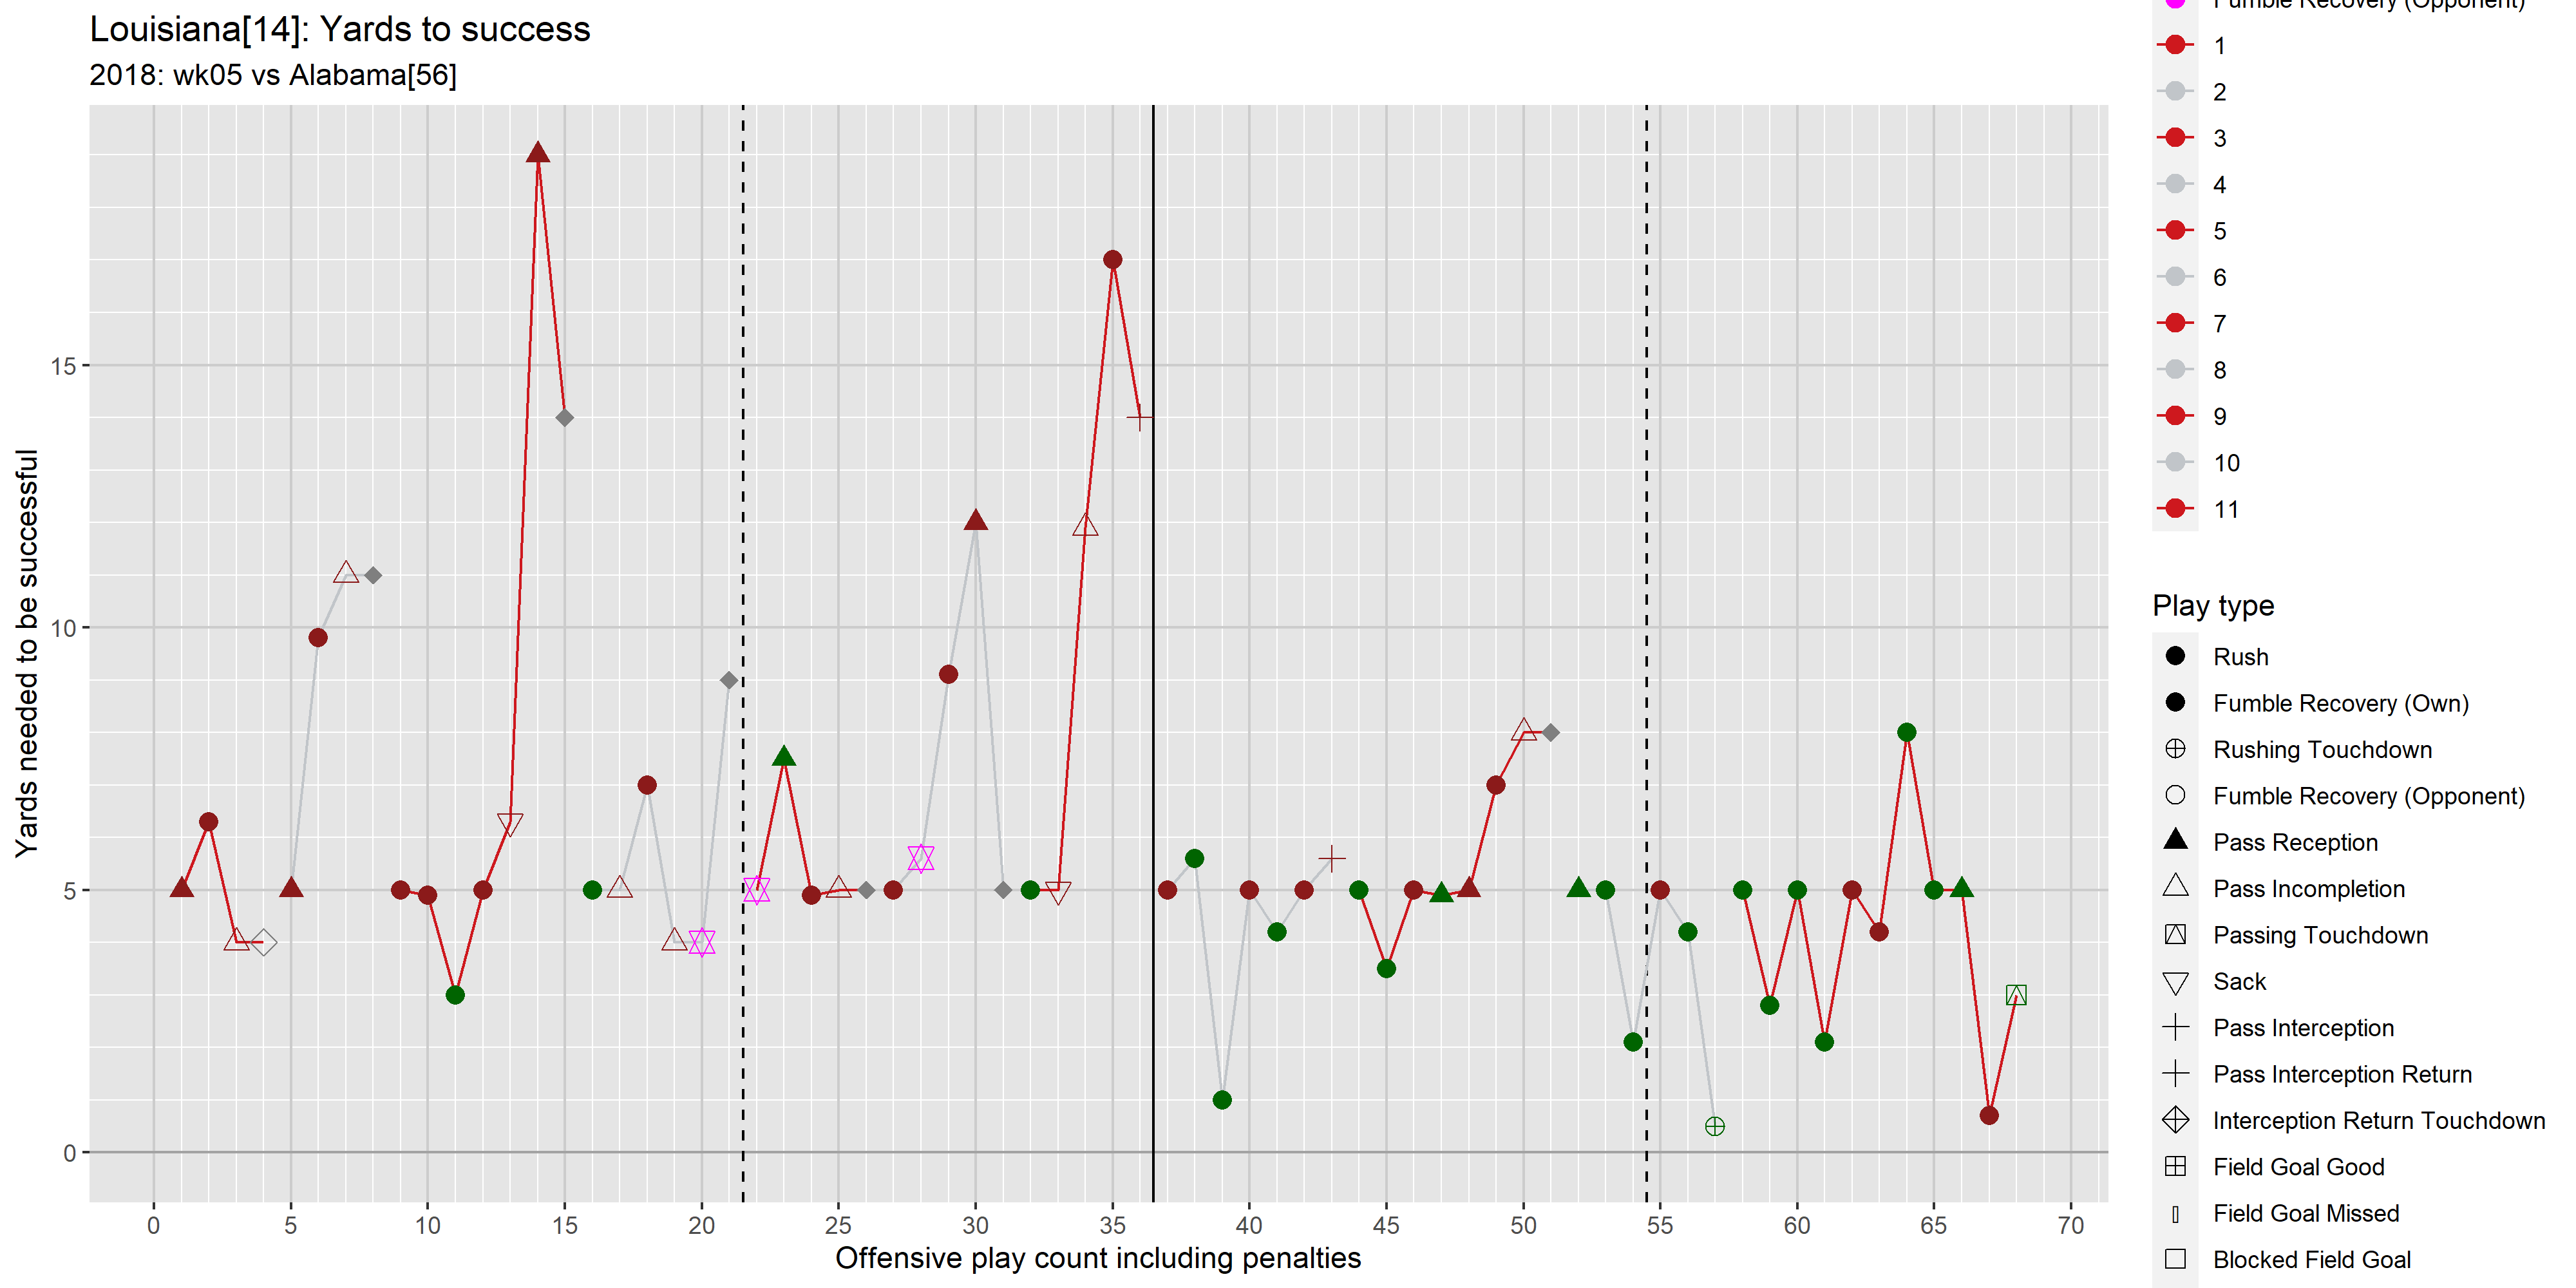 Louisiana[14]: Yards to success
2018: wk05 vs Alabama[56]
Yards needed to be successful
15
10
5
0
0 5 10 15 20 25 30 35 40 45 50 55 60 65 70
Offensive play count including penalties
Fumble Recovery (Opponent)
1
2
3
4
5
6
7
8
9
10
11
Play type
Rush
Fumble Recovery (Own)
Rushing Touchdown
Fumble Recovery (Opponent)
Pass Reception
Pass Incompletion
Passing Touchdown
Sack
Pass Interception
Pass Interception Return
Interception Return Touchdown
Field Goal Good
Field Goal Missed
Blocked Field Goal